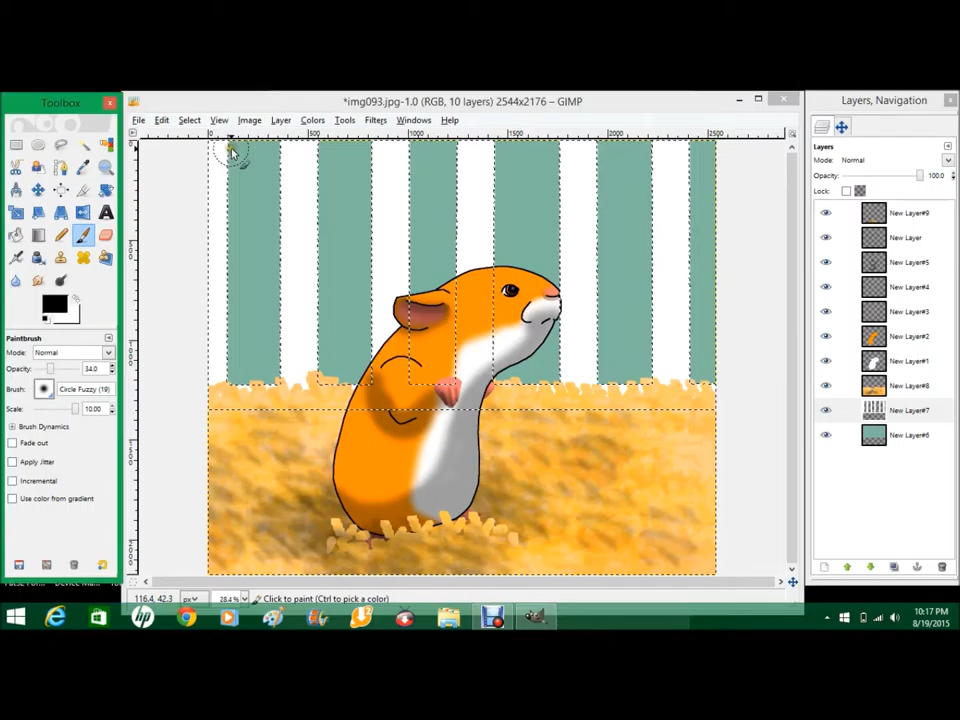 Toolbox
*img093.jpg-1.0 (RGB, 10 layers) 2544x2176 – GIMP
Layers, Navigation
File Edit Select View Image Layer Colors Tools Filters Windows Help
0 500 1000 1500 2000 2500
Layers
Mode: Normal
Opacity: 100.0
Lock:
New Layer#9
New Layer
New Layer#5
New Layer#4
New Layer#3
New Layer#2
New Layer#1
New Layer#8
New Layer#7
New Layer#6
Paintbrush
Mode: Normal
Opacity: 34.0
Brush: Circle Fuzzy (19)
Scale: 10.00
Brush Dynamics
Fade out
Apply Jitter
Incremental
Use color from gradient
116.4, 42.3 px 28.4% Click to paint (Ctrl to pick a color)
hp
10:17 PM
8/19/2015